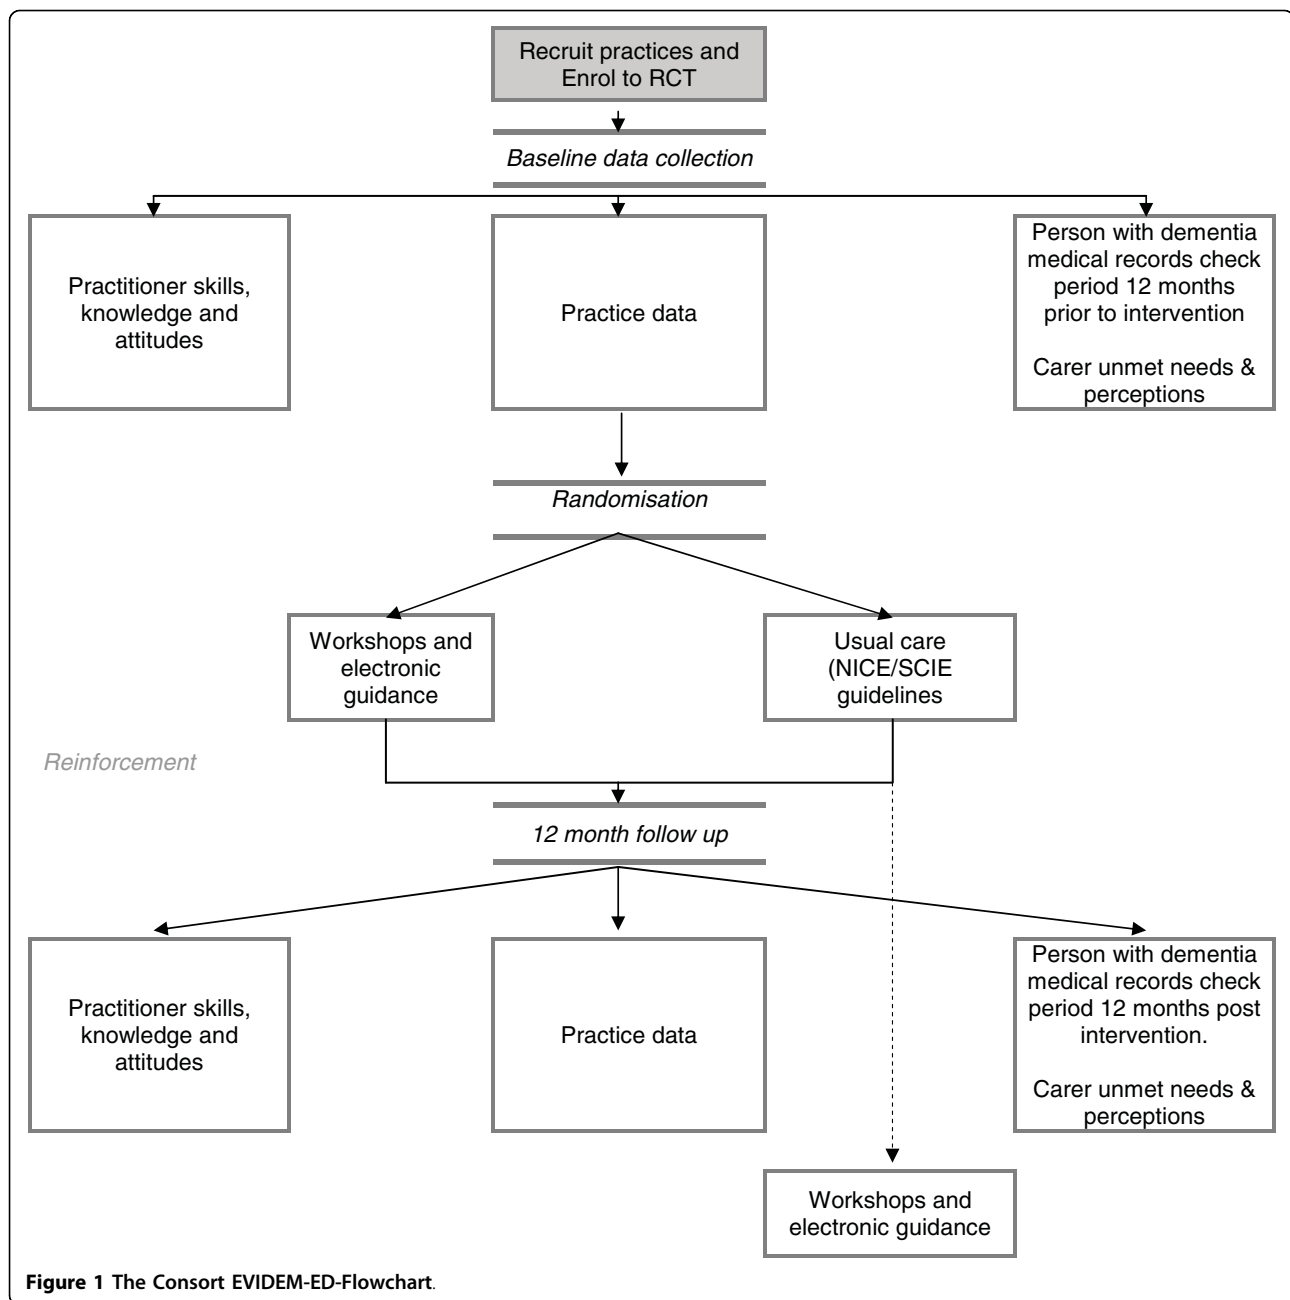 Recruit practices and
Enrol to RCT
Baseline data collection
Practitioner skills,
knowledge and
attitudes
Practice data
Person with dementia
medical records check
period 12 months
prior to intervention
Carer unmet needs &
perceptions
Randomisation
Workshops and
electronic
guidance
Usual care
(NICE/SCIE
guidelines
Reinforcement
12 month follow up
Practitioner skills,
knowledge and
attitudes
Practice data
Person with dementia
medical records check
period 12 months post
intervention.
Carer unmet needs &
perceptions
Workshops and
electronic guidance
Figure 1 The Consort EVIDEM-ED-Flowchart.